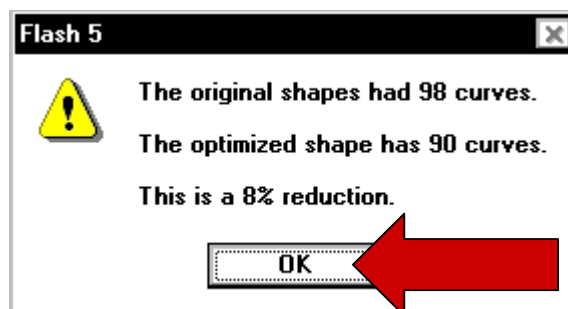 Flash 5
The original shapes had 98 curves.
The optimized shape has 90 curves.
This is a 8% reduction.
OK